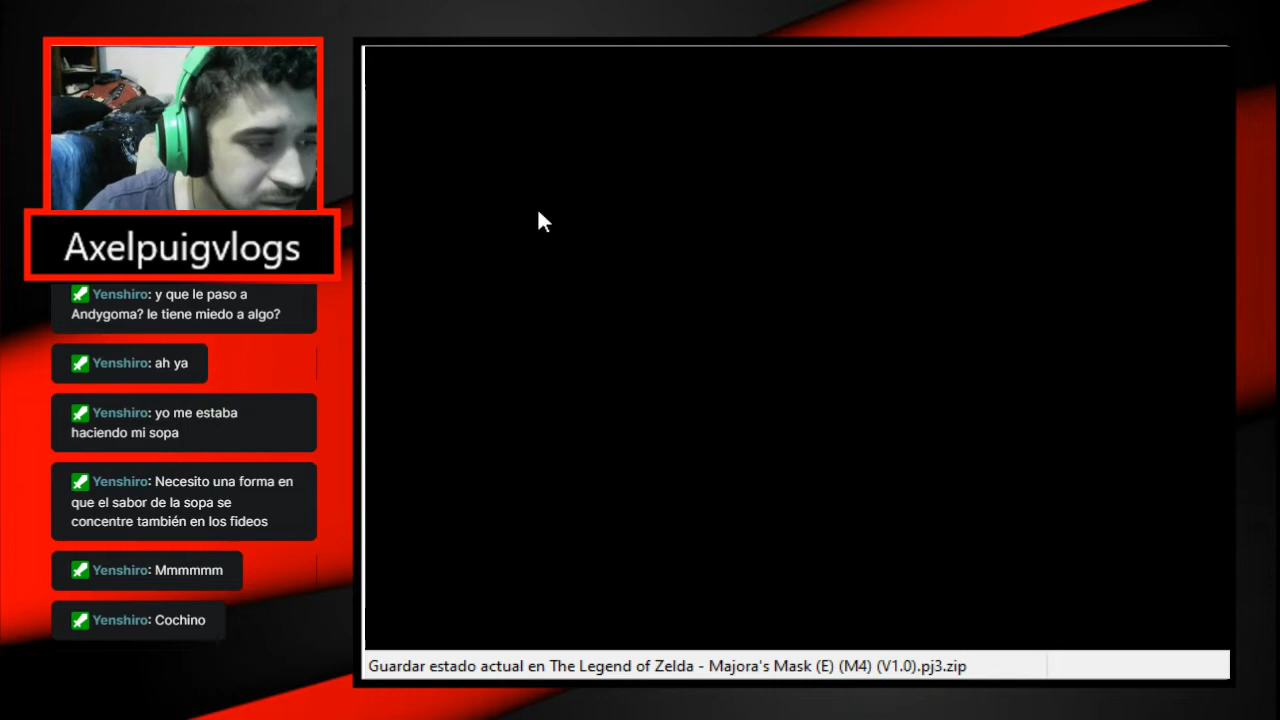 Axelpuigvlogs
Yenshiro: y que le paso a
Andygoma? le tiene miedo a algo?
Yenshiro: ah ya
Yenshiro: yo me estaba
haciendo mi sopa
Yenshiro: Necesito una forma en
que el sabor de la sopa se
concentre también en los fideos
Yenshiro: Mmmmmm
Yenshiro: Cochino
Guardar estado actual en The Legend of Zelda - Majora's Mask (E) (M4) (V1.0).pj3.zip